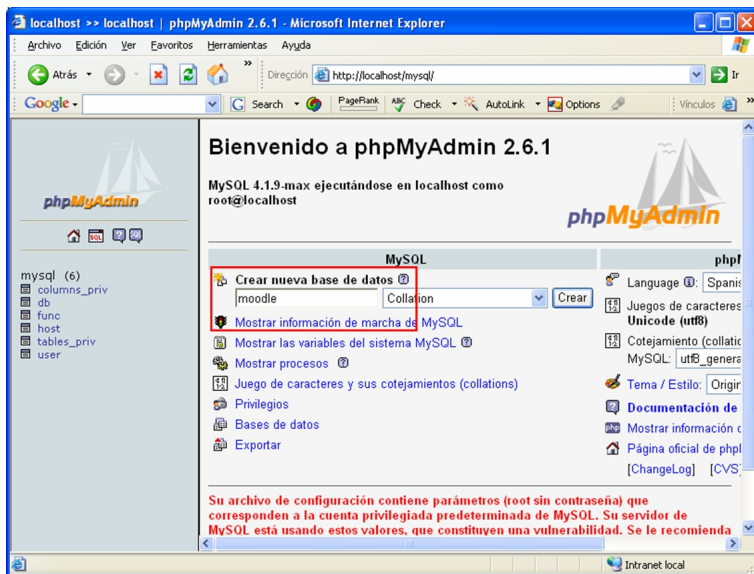 localhost >> localhost | phpMyAdmin 2.6.1 - Microsoft Internet Explorer
Archivo Edición Ver Favoritos Herramientas Ayuda
Atrás
Dirección http://localhost/mysql/ Ir
Google Search PageRank ABC Check AutoLink Options Vínculos
phpMyAdmin
SQL
mysql (6)
columns_priv
db
func
host
tables_priv
user
Bienvenido a phpMyAdmin 2.6.1
MySQL 4.1.9-max ejecutándose en localhost como
root@localhost
phpMyAdmin
MySQL
Crear nueva base de datos
moodle Collation Crear
Mostrar información de marcha de MySQL
Mostrar las variables del sistema MySQL
Mostrar procesos
Juego de caracteres y sus cotejamientos (collations)
Privilegios
Bases de datos
Exportar
Language : Spanis
Juegos de caracteres
Unicode (utf8)
Cotejamiento (collatio
MySQL: utf8_genera
Tema / Estilo: Origin
Documentación de
Mostrar información
Página oficial de phpl
[ChangeLog] [CVS]
Su archivo de configuración contiene parámetros (root sin contraseña) que
corresponden a la cuenta privilegiada predeterminada de MySQL. Su servidor de
MySQL está usando estos valores, que constituyen una vulnerabilidad. Se le recomienda
Intranet local